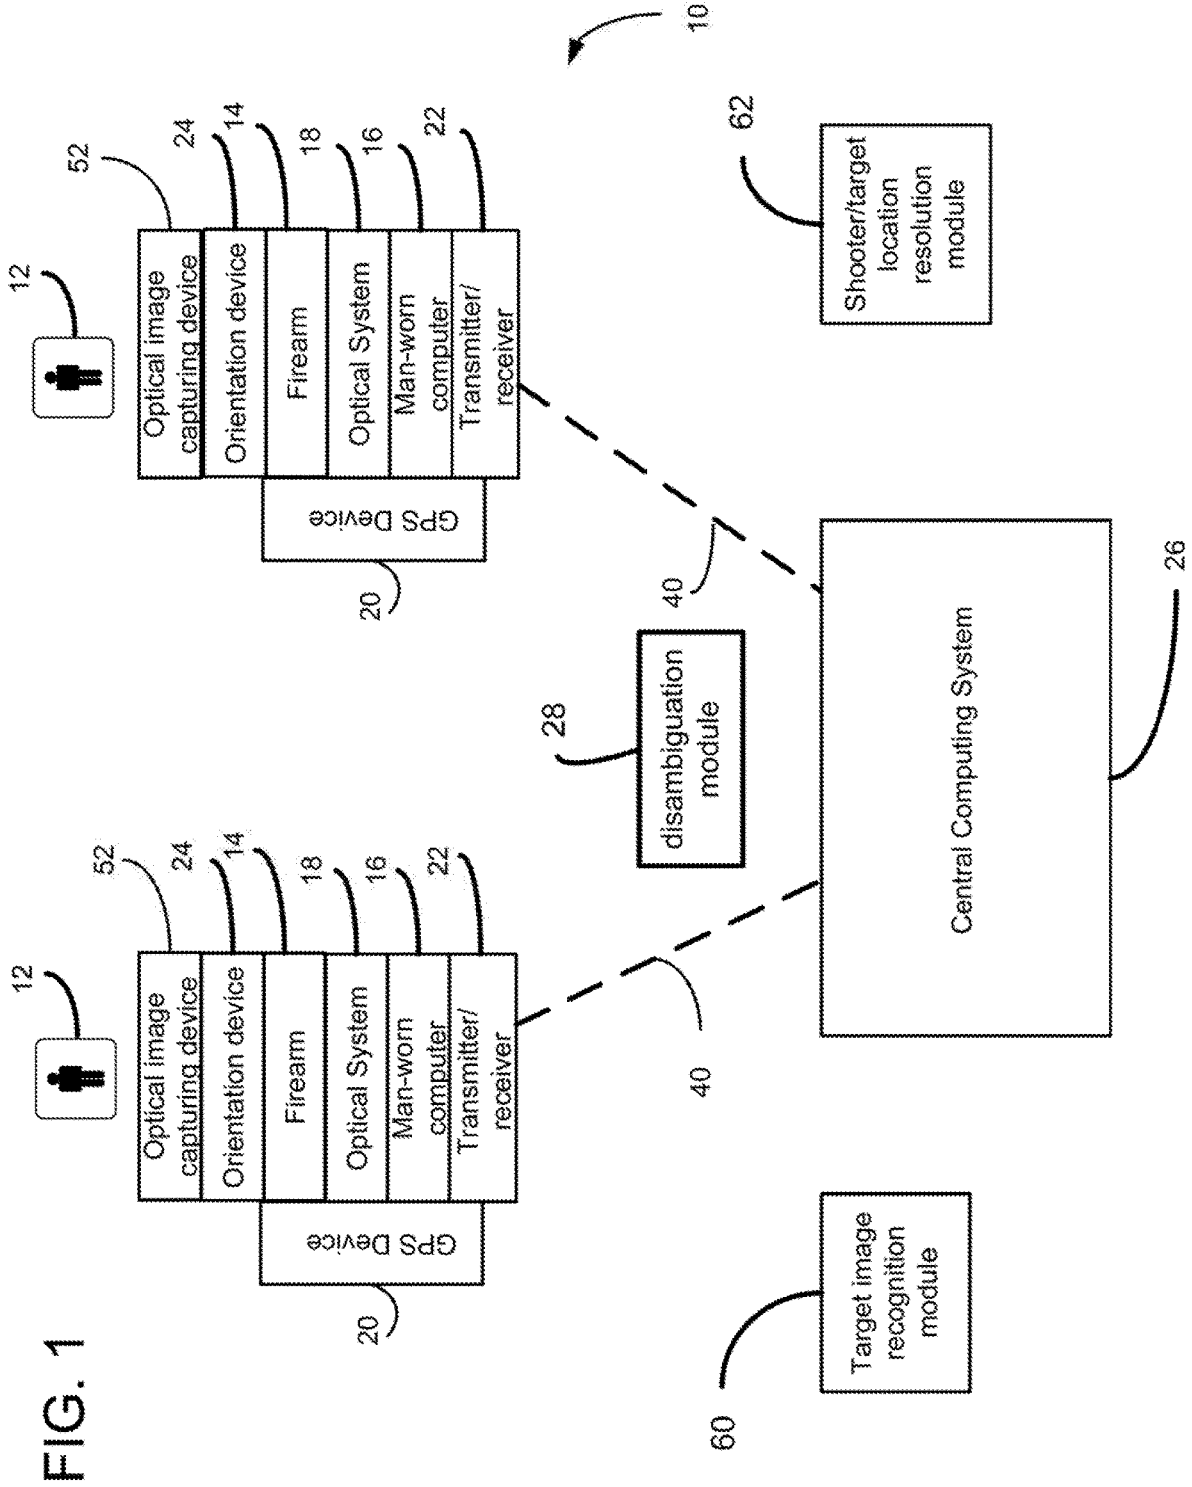 FIG. 1
12
12
Optical image
capturing device
Orientation device
Firearm
Optical System
Man-worn
computer
Transmitter/
receiver
GPS Device
52
24
14
18
16
22
20
Optical image
capturing device
Orientation device
Firearm
Optical System
Man-worn
computer
Transmitter/
receiver
GPS Device
52
24
14
18
16
22
20
10
40
40
28
disambiguation
module
60
Target image
recognition
module
Central Computing System
26
62
Shooter/target
location
resolution
module